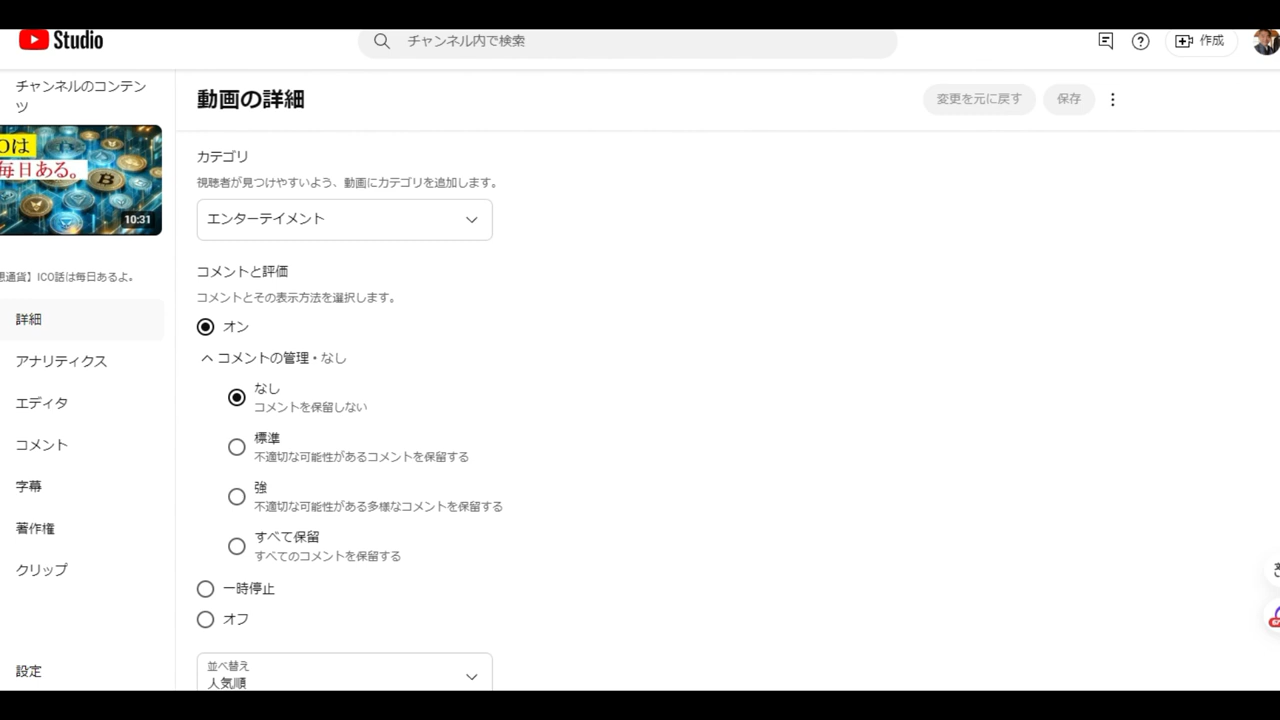 Studio
チャンネル内で検索
作成
チャンネルのコンテン
ツ
Oは
毎日ある。
10:31
想通貨】ICO話は毎日あるよ。
詳細
アナリティクス
エディタ
コメント
字幕
著作権
クリップ
設定
動画の詳細
変更を元に戻す
保存
カテゴリ
視聴者が見つけやすいよう、動画にカテゴリを追加します。
エンターテイメント
コメントと評価
コメントとその表示方法を選択します。
オン
コメントの管理・なし
なし
コメントを保留しない
標準
不適切な可能性があるコメントを保留する
強
不適切な可能性がある多様なコメントを保留する
すべて保留
すべてのコメントを保留する
一時停止
オフ
並べ替え
人気順